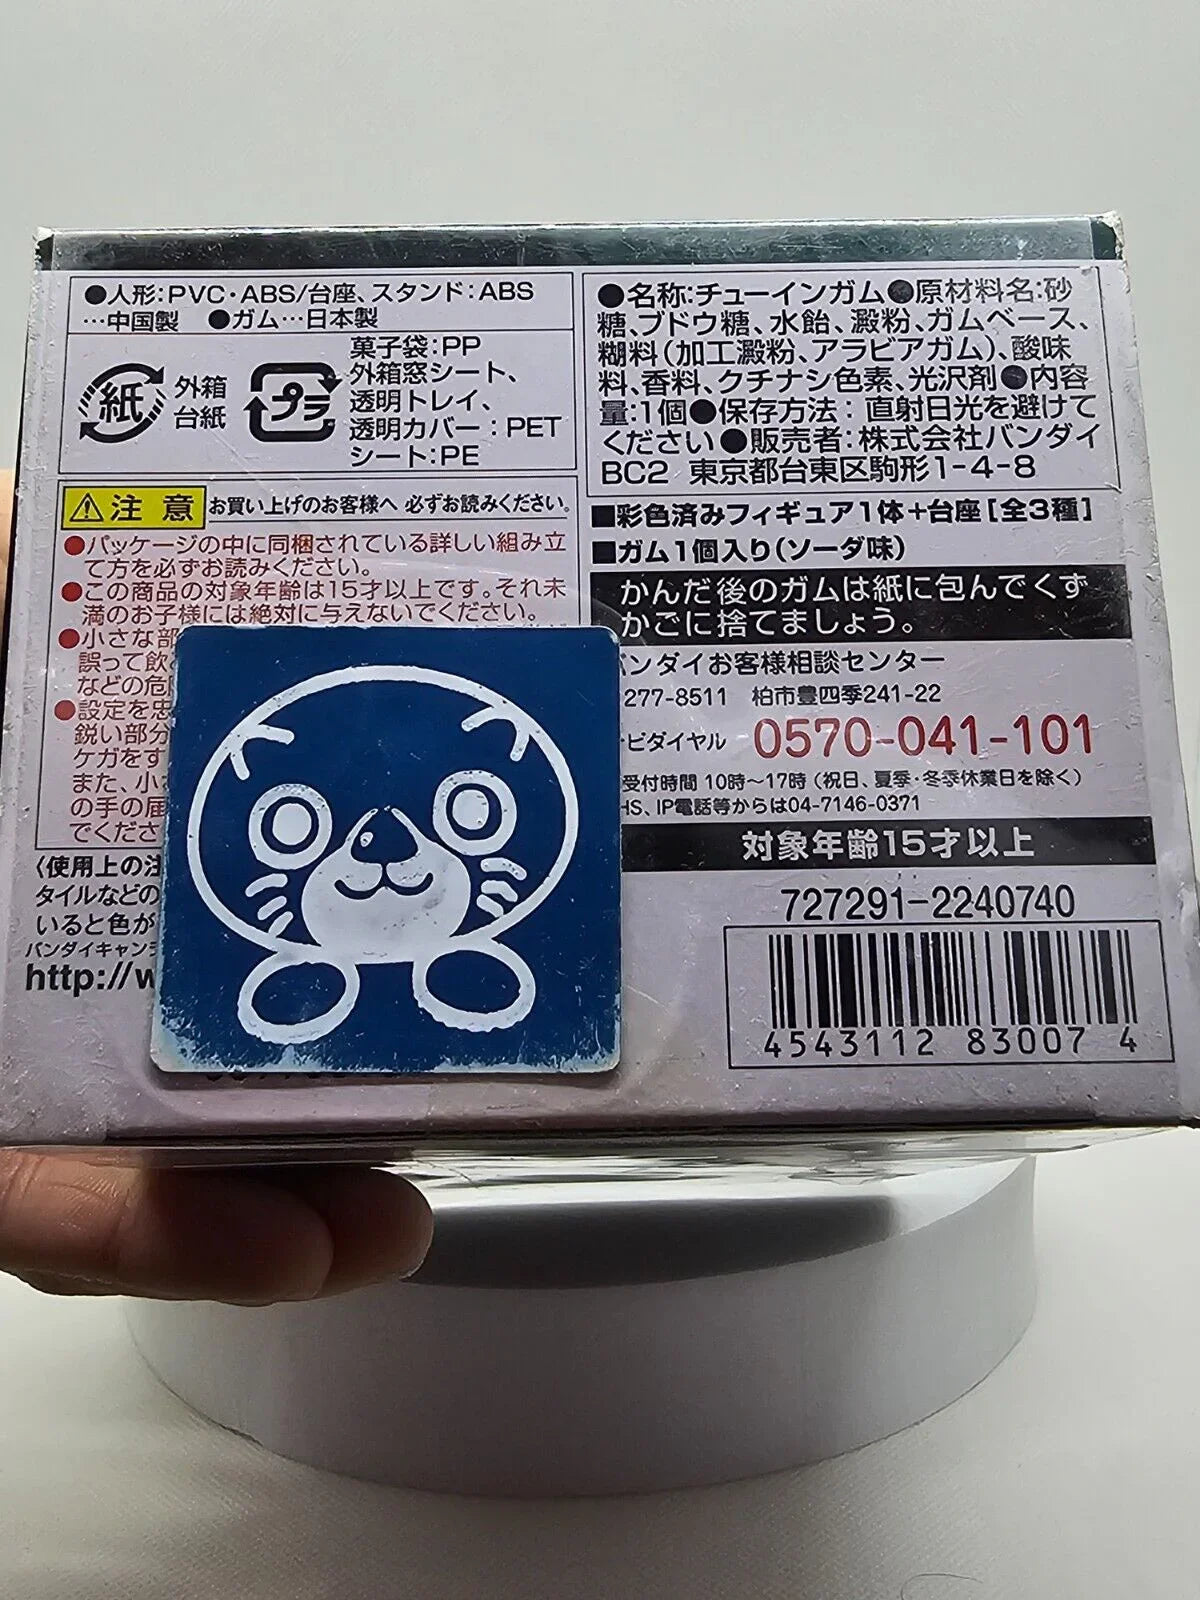 ●人形:PVC・ABS/台座、スタンド:ABS
…中国製 ●ガム…日本製
紙
外箱
台紙
プラ
菓子袋:PP
外箱窓シート、
透明トレイ、
透明カバー:PET
シート:PE
注意 お買い上げのお客様へ 必ずお読みください。
●パッケージの中に同梱されている詳しい組み立
て方を必ずお読みください。
●この商品の対象年齢は15才以上です。それ未
満のお子様には絶対に与えないでください。
●小さな部
誤って飲
などの危
●設定を忠
鋭い部分
ケガをす
また、小さ
の手の届
でくださ
〈使用上の注
タイルなどの
いると色が
バンダイキャン
http://w
●名称:チューインガム●原材料名:砂
糖、ブドウ糖、水飴、澱粉、ガムベース、
糊料(加工澱粉、アラビアガム)、酸味
料、香料、クチナシ色素、光沢剤●内容
量:1個●保存方法:直射日光を避けて
ください●販売者:株式会社バンダイ
BC2 東京都台東区駒形1-4-8
■彩色済みフィギュア1体+台座[全3種]
■ガム1個入り(ソーダ味)
かんだ後のガムは紙に包んでくず
かごに捨てましょう。
バンダイお客様相談センター
277-8511 柏市豊四季241-22
・ビダイヤル 0570-041-101
受付時間 10時～17時(祝日、夏季・冬季休業日を除く)
HS、IP電話等からは04-7146-0371
対象年齢15才以上
727291-2240740
4543112 83007 4